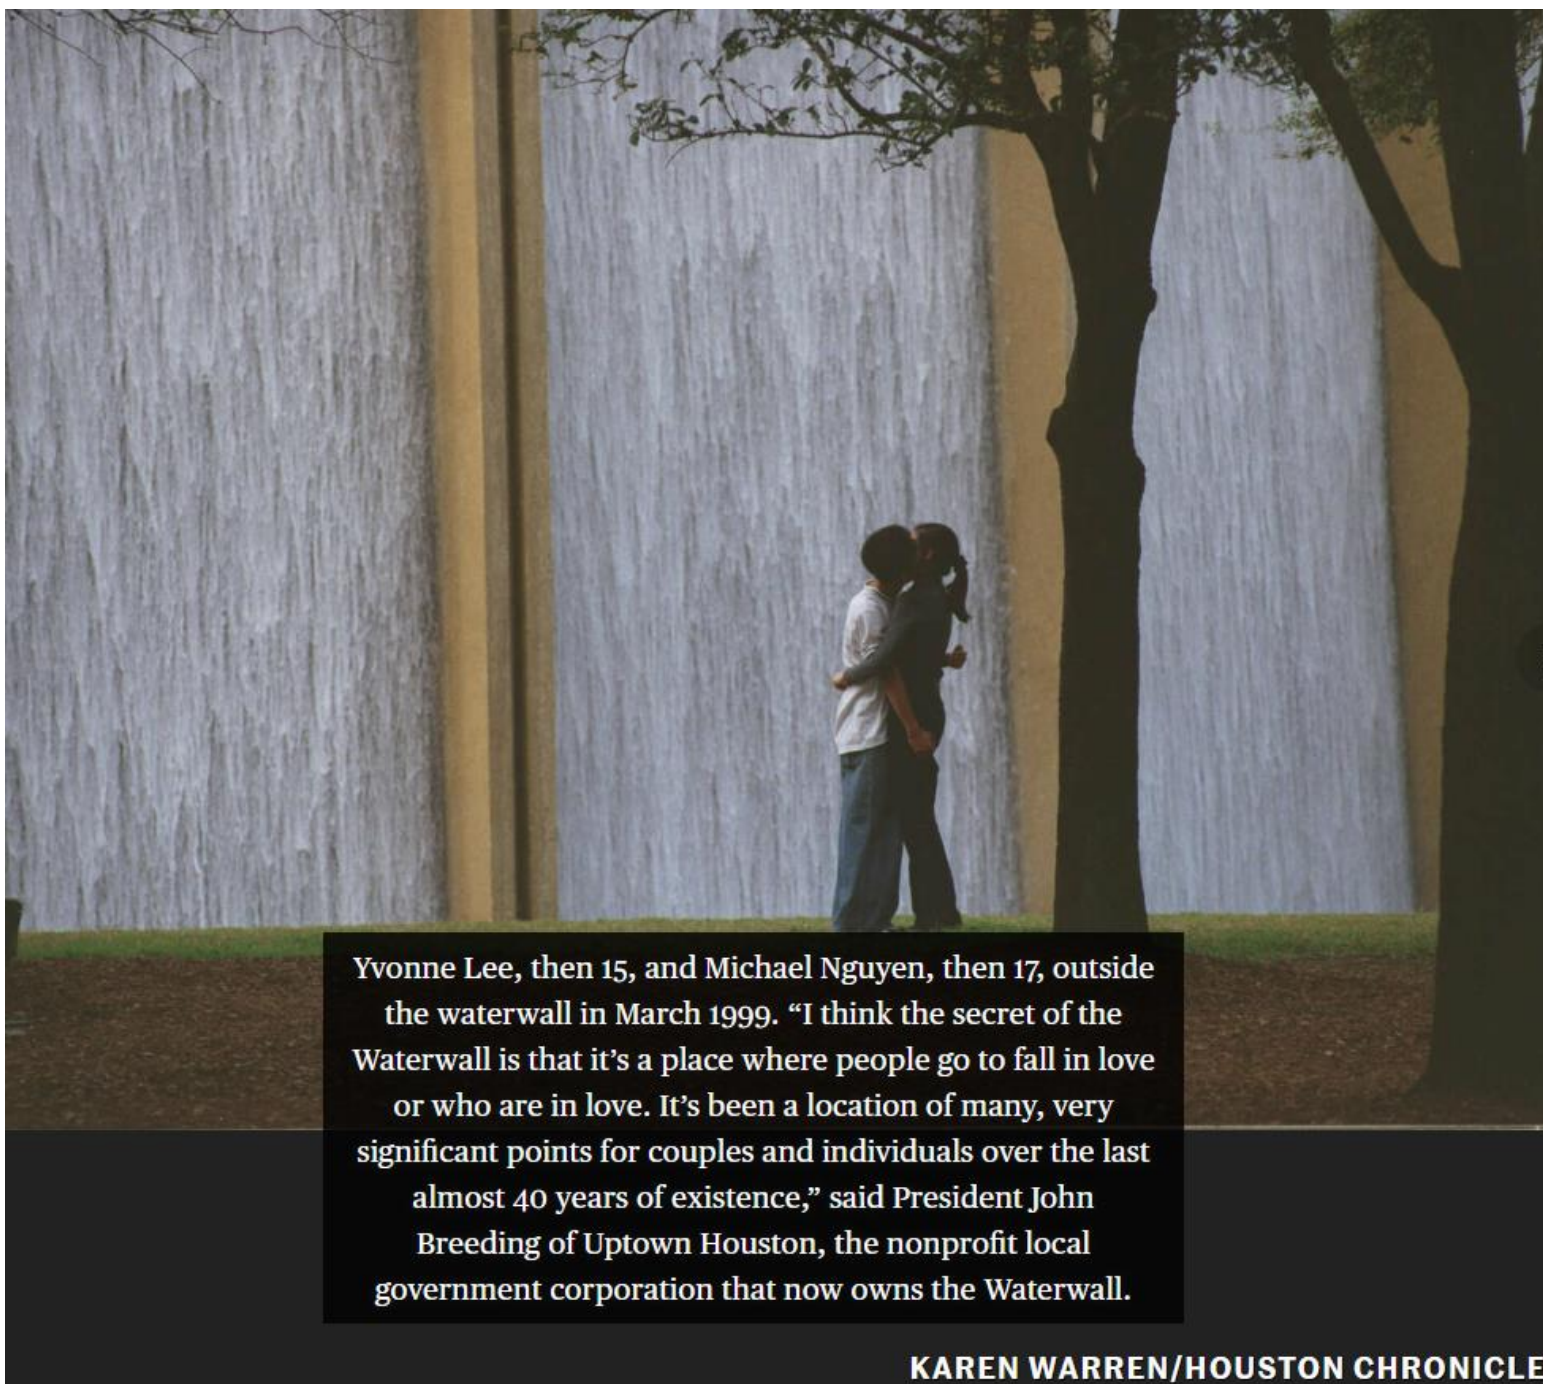 Yvonne Lee, then 15, and Michael Nguyen, then 17, outside
the waterwall in March 1999. “I think the secret of the
Waterwall is that it’s a place where people go to fall in love
or who are in love. It’s been a location of many, very
significant points for couples and individuals over the last
almost 40 years of existence,” said President John
Breeding of Uptown Houston, the nonprofit local
government corporation that now owns the Waterwall.
KAREN WARREN/HOUSTON CHRONICLE